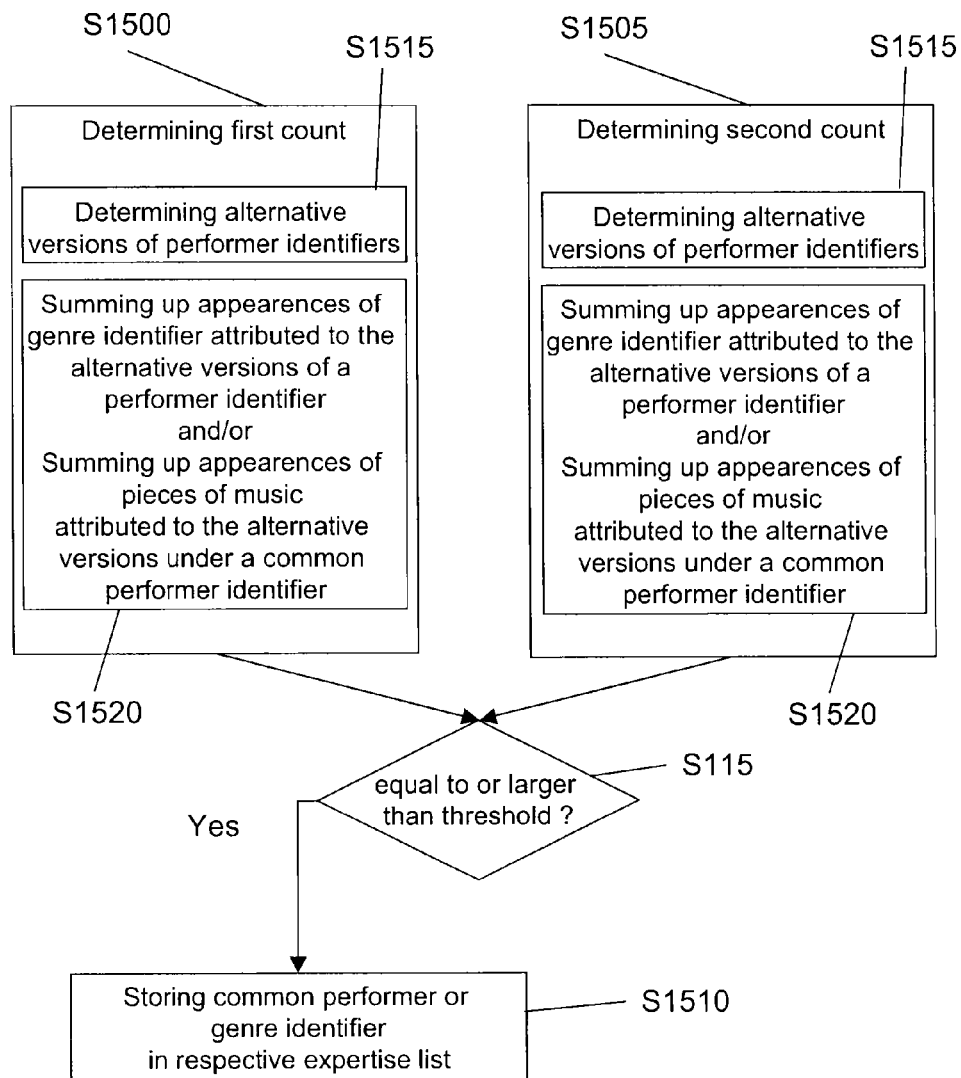 S1500
S1515
Determining first count
Determining alternative
versions of performer identifiers
Summing up appearences of
genre identifier attributed to the
alternative versions of a
performer identifier
and/or
Summing up appearences of
pieces of music
attributed to the alternative
versions under a common
performer identifier
S1520
S1505
S1515
Determining second count
Determining alternative
versions of performer identifiers
Summing up appearences of
genre identifier attributed to the
alternative versions of a
performer identifier
and/or
Summing up appearences of
pieces of music
attributed to the alternative
versions under a common
performer identifier
S1520
equal to or larger
than threshold ?
S115
Yes
Storing common performer or
genre identifier
in respective expertise list
S1510